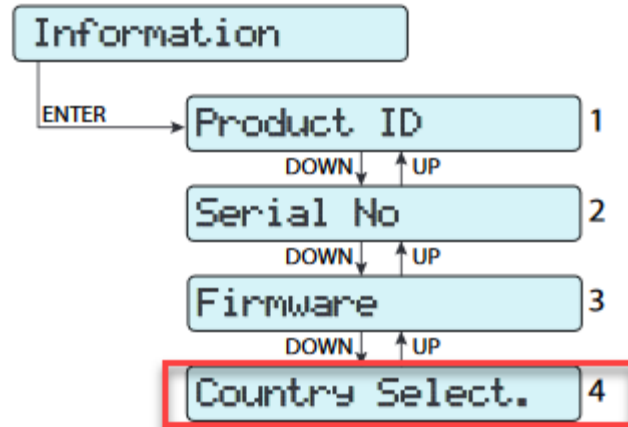 Information
ENTER
Product ID 1
DOWN UP
Serial No 2
DOWN UP
Firmware 3
DOWN UP
Country Select. 4